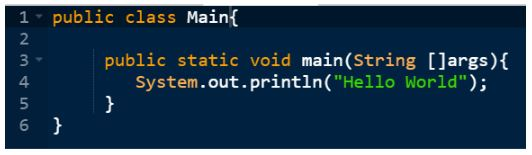 1 public class Main{
2
3 public static void main(String []args){
4 System.out.println("Hello World");
5 }
6 }